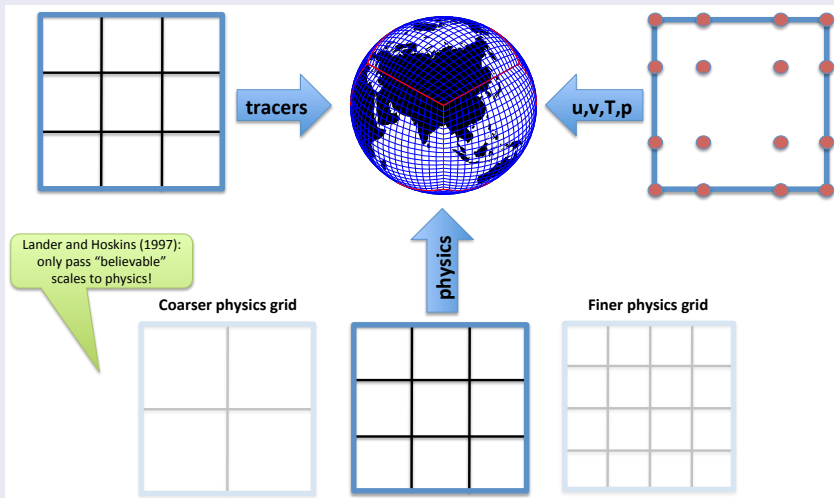 tracers
u,v,T,p
physics
Lander and Hoskins (1997):
only pass “believable”
scales to physics!
Coarser physics grid
Finer physics grid